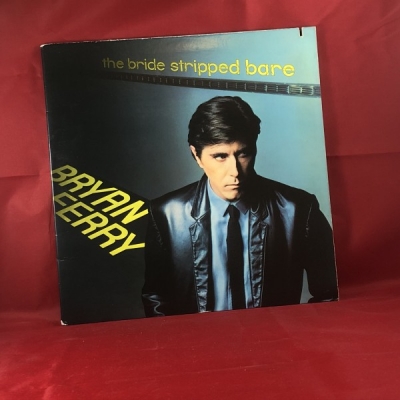 the bride stripped bare
BRYAN
FERRY